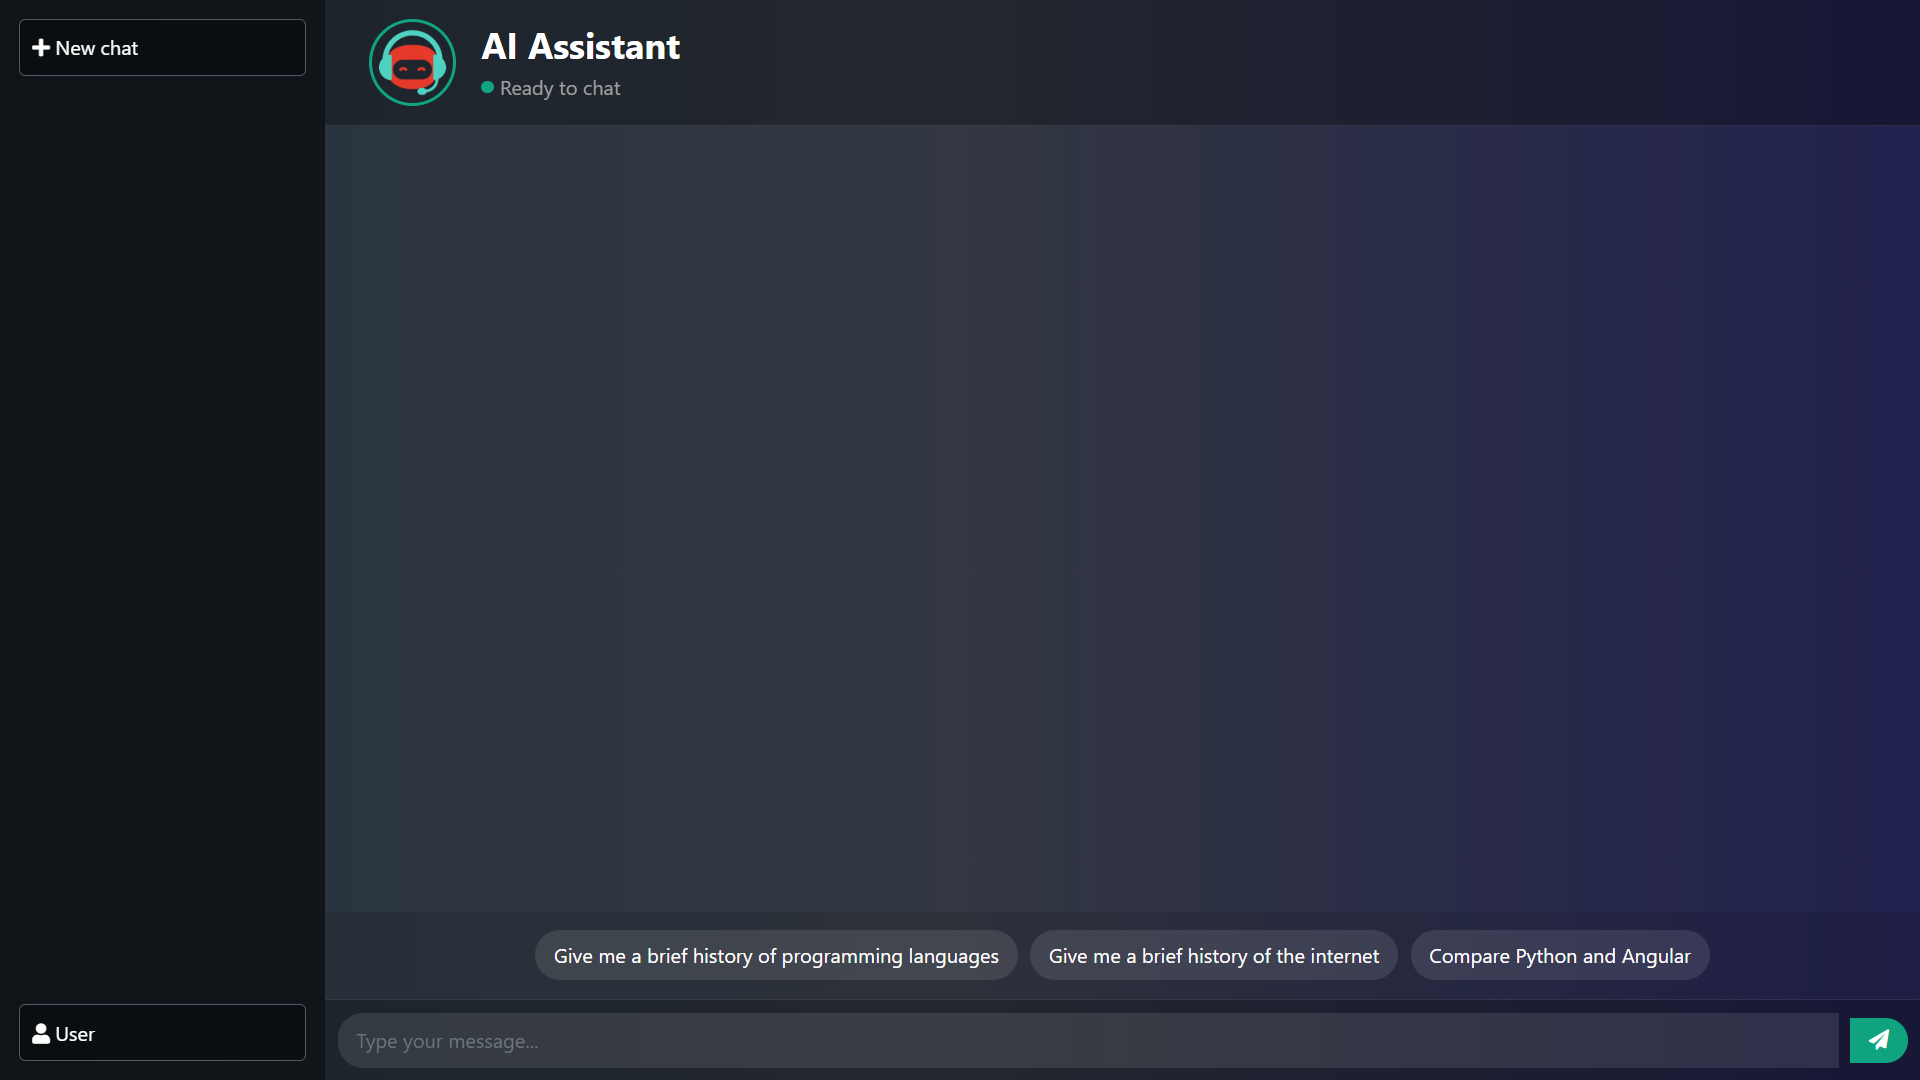 New chat
AI Assistant
Ready to chat
Give me a brief history of programming languages
Give me a brief history of the internet
Compare Python and Angular
User
Type your message...